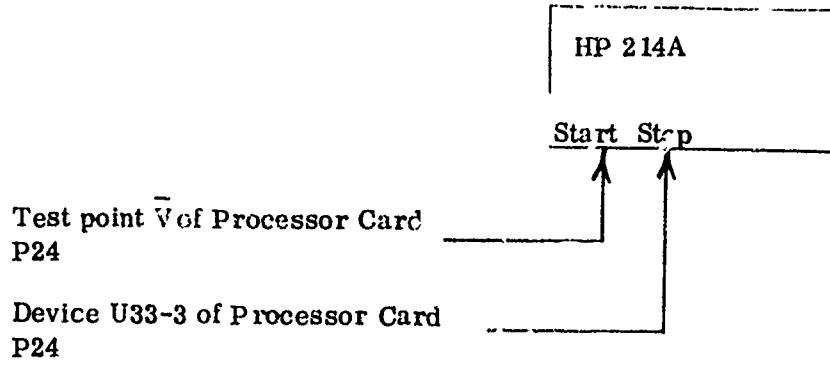 HP 214A
Start Stop
Test point V̅ of Processor Card
P24
Device U33-3 of Processor Card
P24